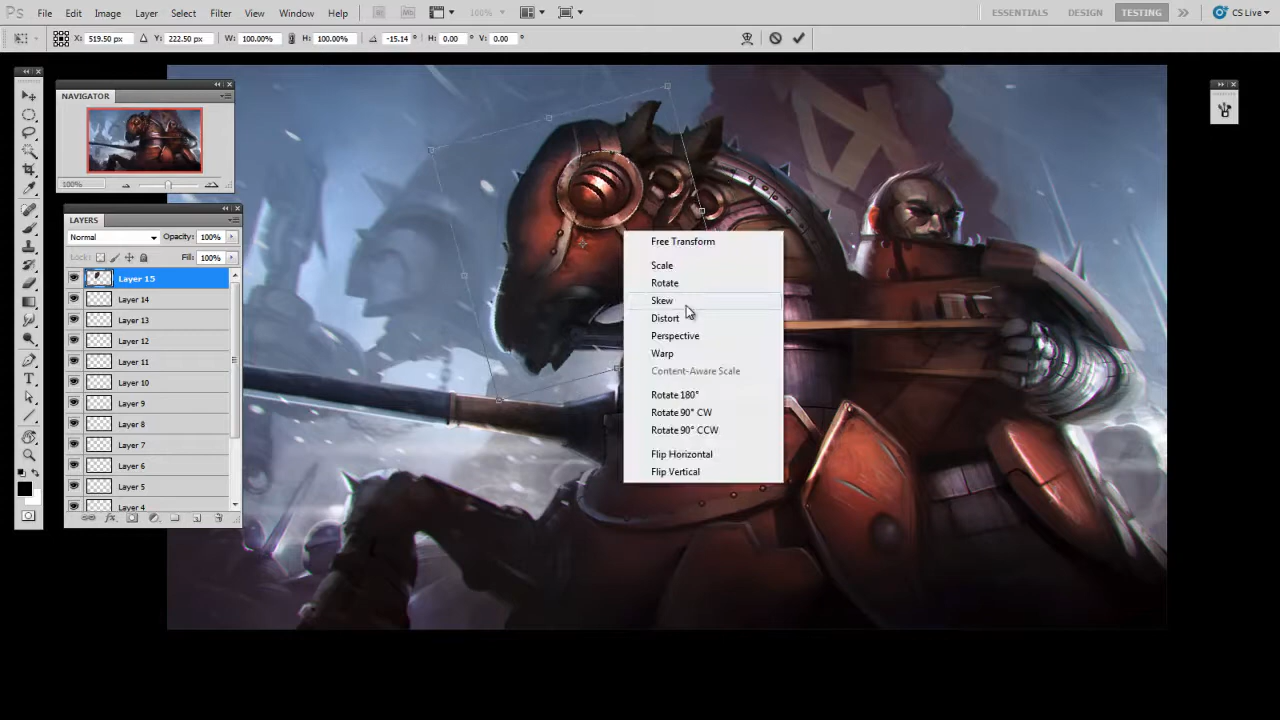 Ps File Edit Image Layer Select Filter View Window Help Br Mb 100% ESSENTIALS DESIGN TESTING CS Live
X: 519.50 px Y: 222.50 px W: 100.00% H: 100.00% -15.14 ° H: 0.00 ° V: 0.00 °
NAVIGATOR
100%
LAYERS
Normal Opacity: 100%
Lock: Fill: 100%
Layer 15
Layer 14
Layer 13
Layer 12
Layer 11
Layer 10
Layer 9
Layer 8
Layer 7
Layer 6
Layer 5
Layer 4
Free Transform
Scale
Rotate
Skew
Distort
Perspective
Warp
Content-Aware Scale
Rotate 180°
Rotate 90° CW
Rotate 90° CCW
Flip Horizontal
Flip Vertical